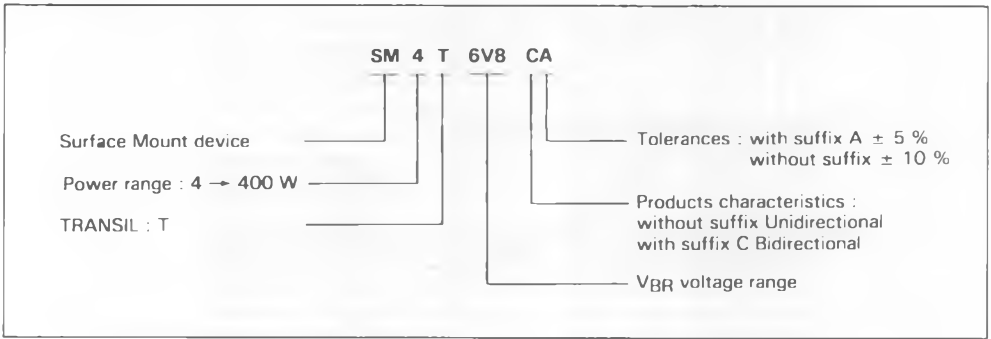 SM 4 T 6V8 CA
Surface Mount device
Power range : 4 → 400 W
TRANSIL : T
Tolerances : with suffix A ± 5 %
without suffix ± 10 %
Products characteristics :
without suffix Unidirectional
with suffix C Bidirectional
VBR voltage range